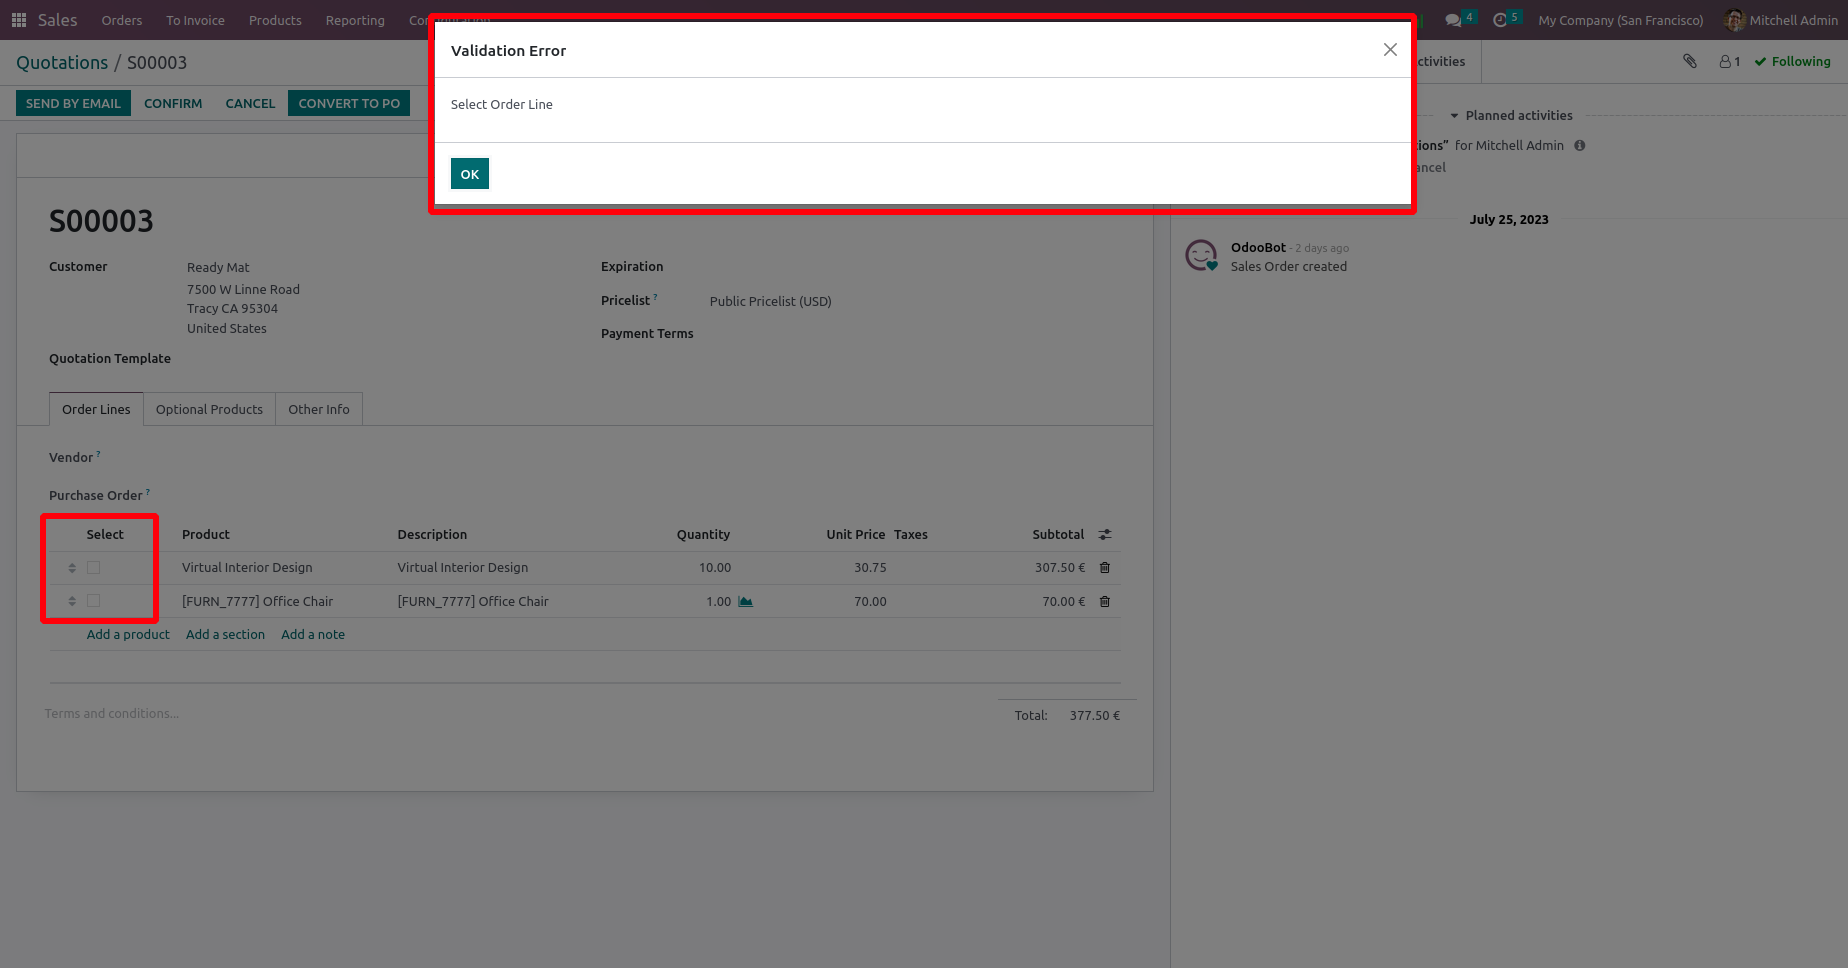 Sales Orders To Invoice Products Reporting 4 5 My Company (San Francisco) Mitchell Admin
Quotations / S00003
SEND BY EMAIL CONFIRM CANCEL CONVERT TO PO
Validation Error
Select Order Line
OK
ctivities 1 Following
Planned activities
ions” for Mitchell Admin
ancel
July 25, 2023
OdooBot - 2 days ago
Sales Order created
S00003
Customer Ready Mat
7500 W Linne Road
Tracy CA 95304
United States
Expiration
Pricelist ? Public Pricelist (USD)
Payment Terms
Quotation Template
Order Lines Optional Products Other Info
Vendor ?
Purchase Order ?
Select Product Description Quantity Unit Price Taxes Subtotal
Virtual Interior Design Virtual Interior Design 10.00 30.75 307.50 €
[FURN_7777] Office Chair [FURN_7777] Office Chair 1.00 70.00 70.00 €
Add a product Add a section Add a note
Terms and conditions...
Total: 377.50 €